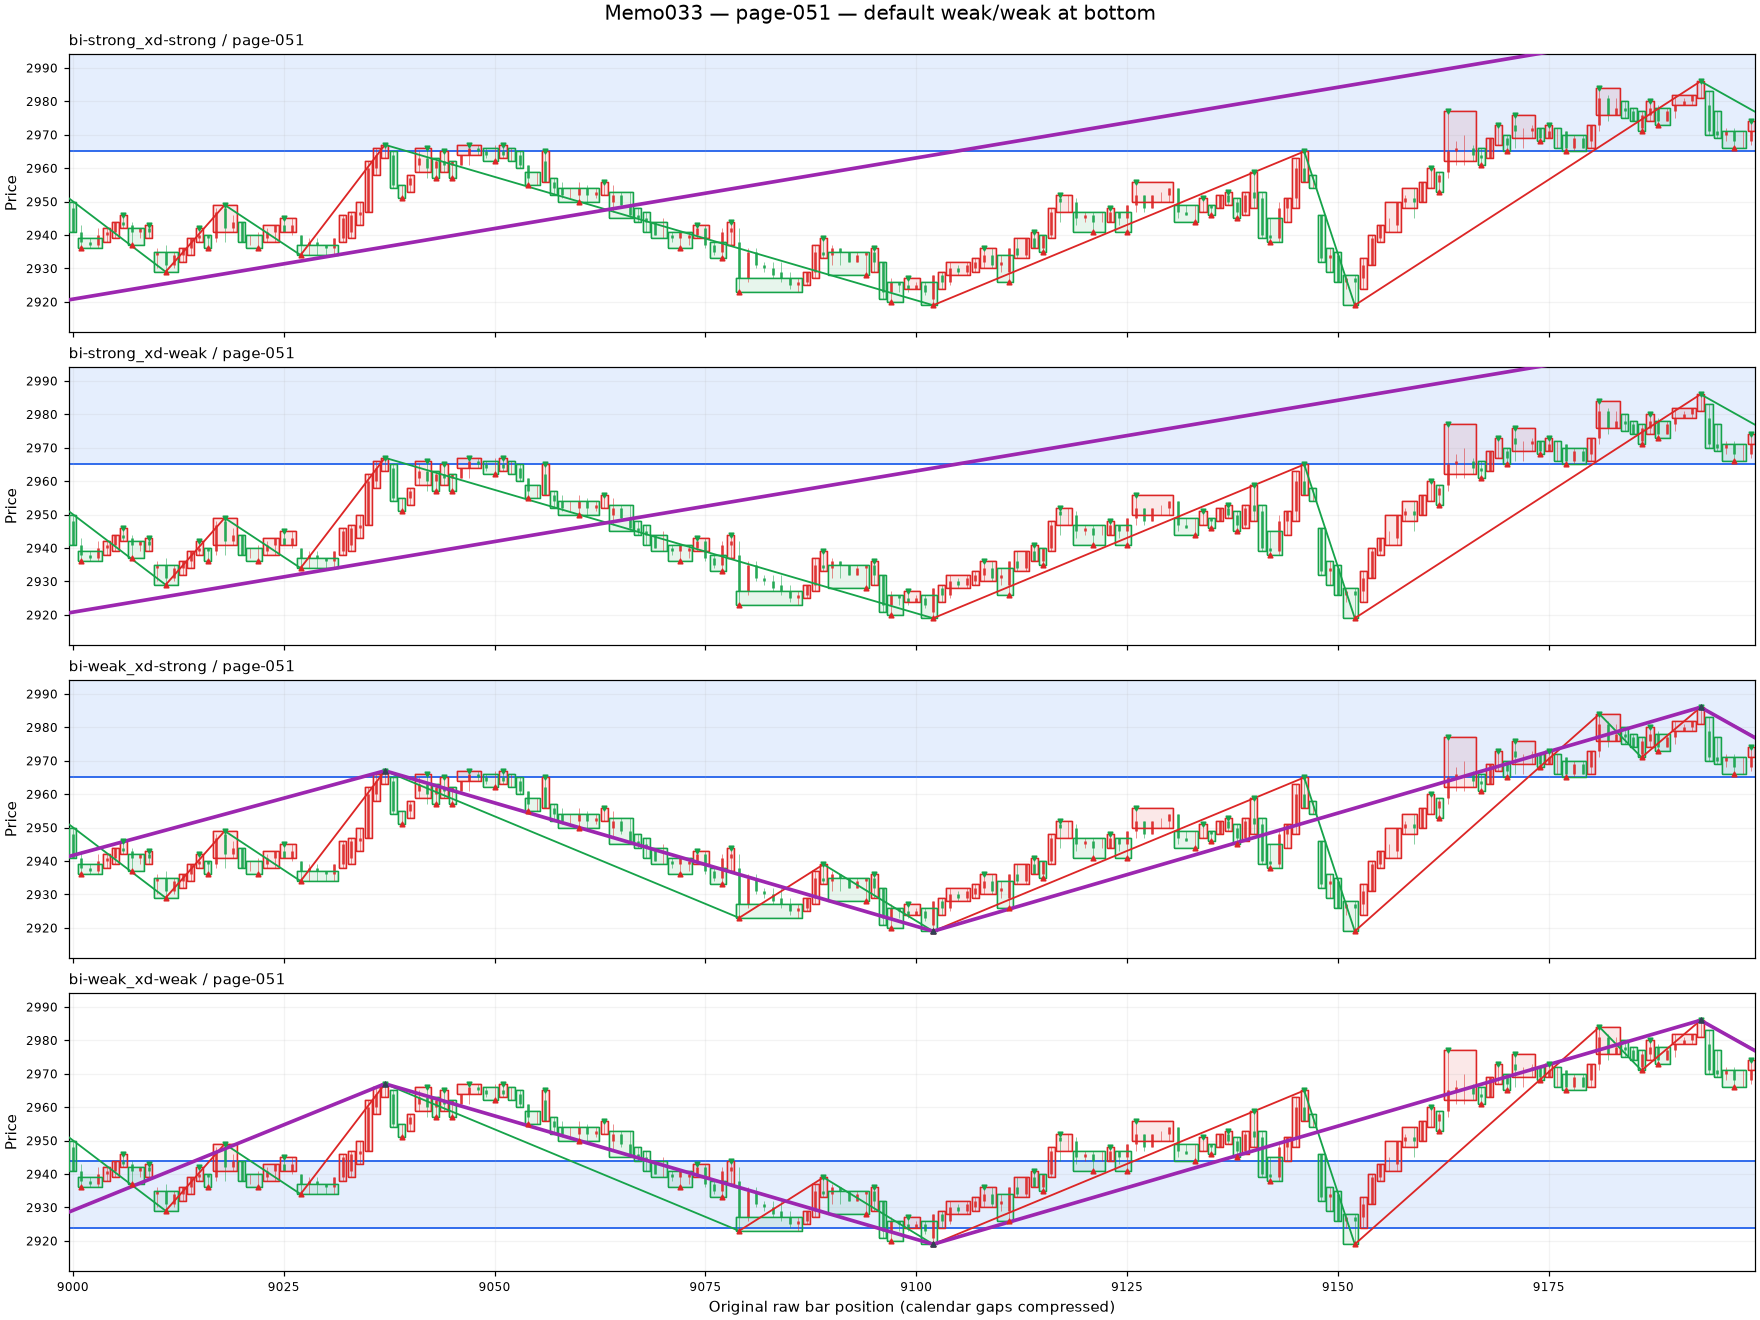 Memo033 — page-051 — default weak/weak at bottom
bi-strong_xd-strong / page-051
Price
2990
2980
2970
2960
2950
2940
2930
2920
bi-strong_xd-weak / page-051
Price
2990
2980
2970
2960
2950
2940
2930
2920
bi-weak_xd-strong / page-051
Price
2990
2980
2970
2960
2950
2940
2930
2920
bi-weak_xd-weak / page-051
Price
2990
2980
2970
2960
2950
2940
2930
2920
9000 9025 9050 9075 9100 9125 9150 9175
Original raw bar position (calendar gaps compressed)